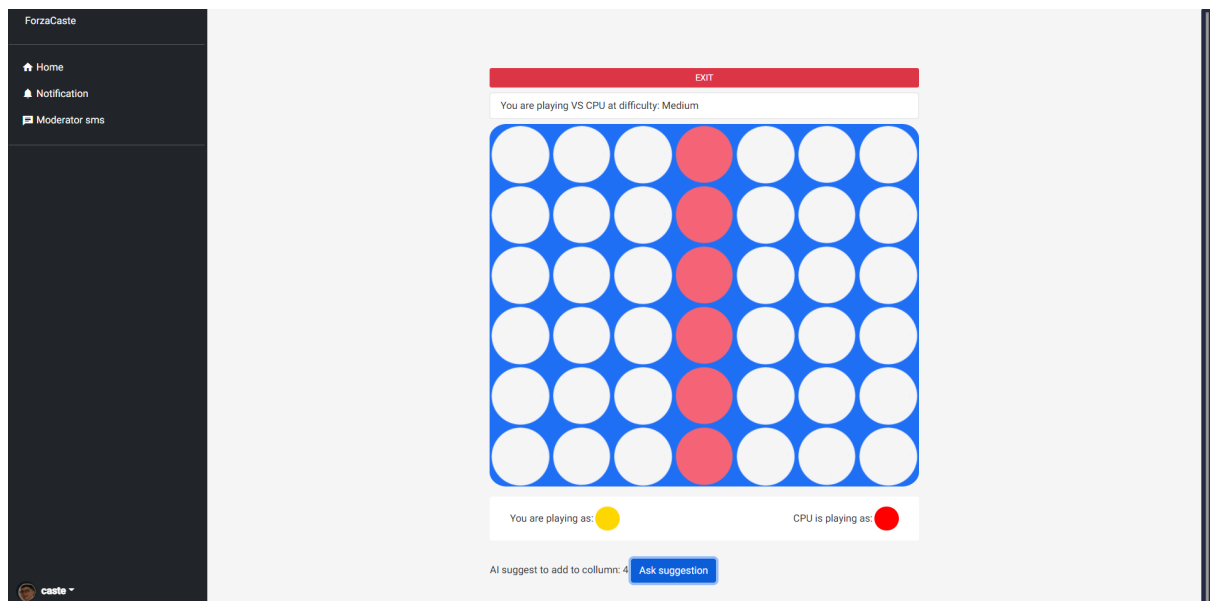 ForzaCaste
Home
Notification
Moderator sms
EXIT
You are playing VS CPU at difficulty: Medium
You are playing as:
CPU is playing as:
AI suggest to add to collumn: 4
Ask suggestion
caste